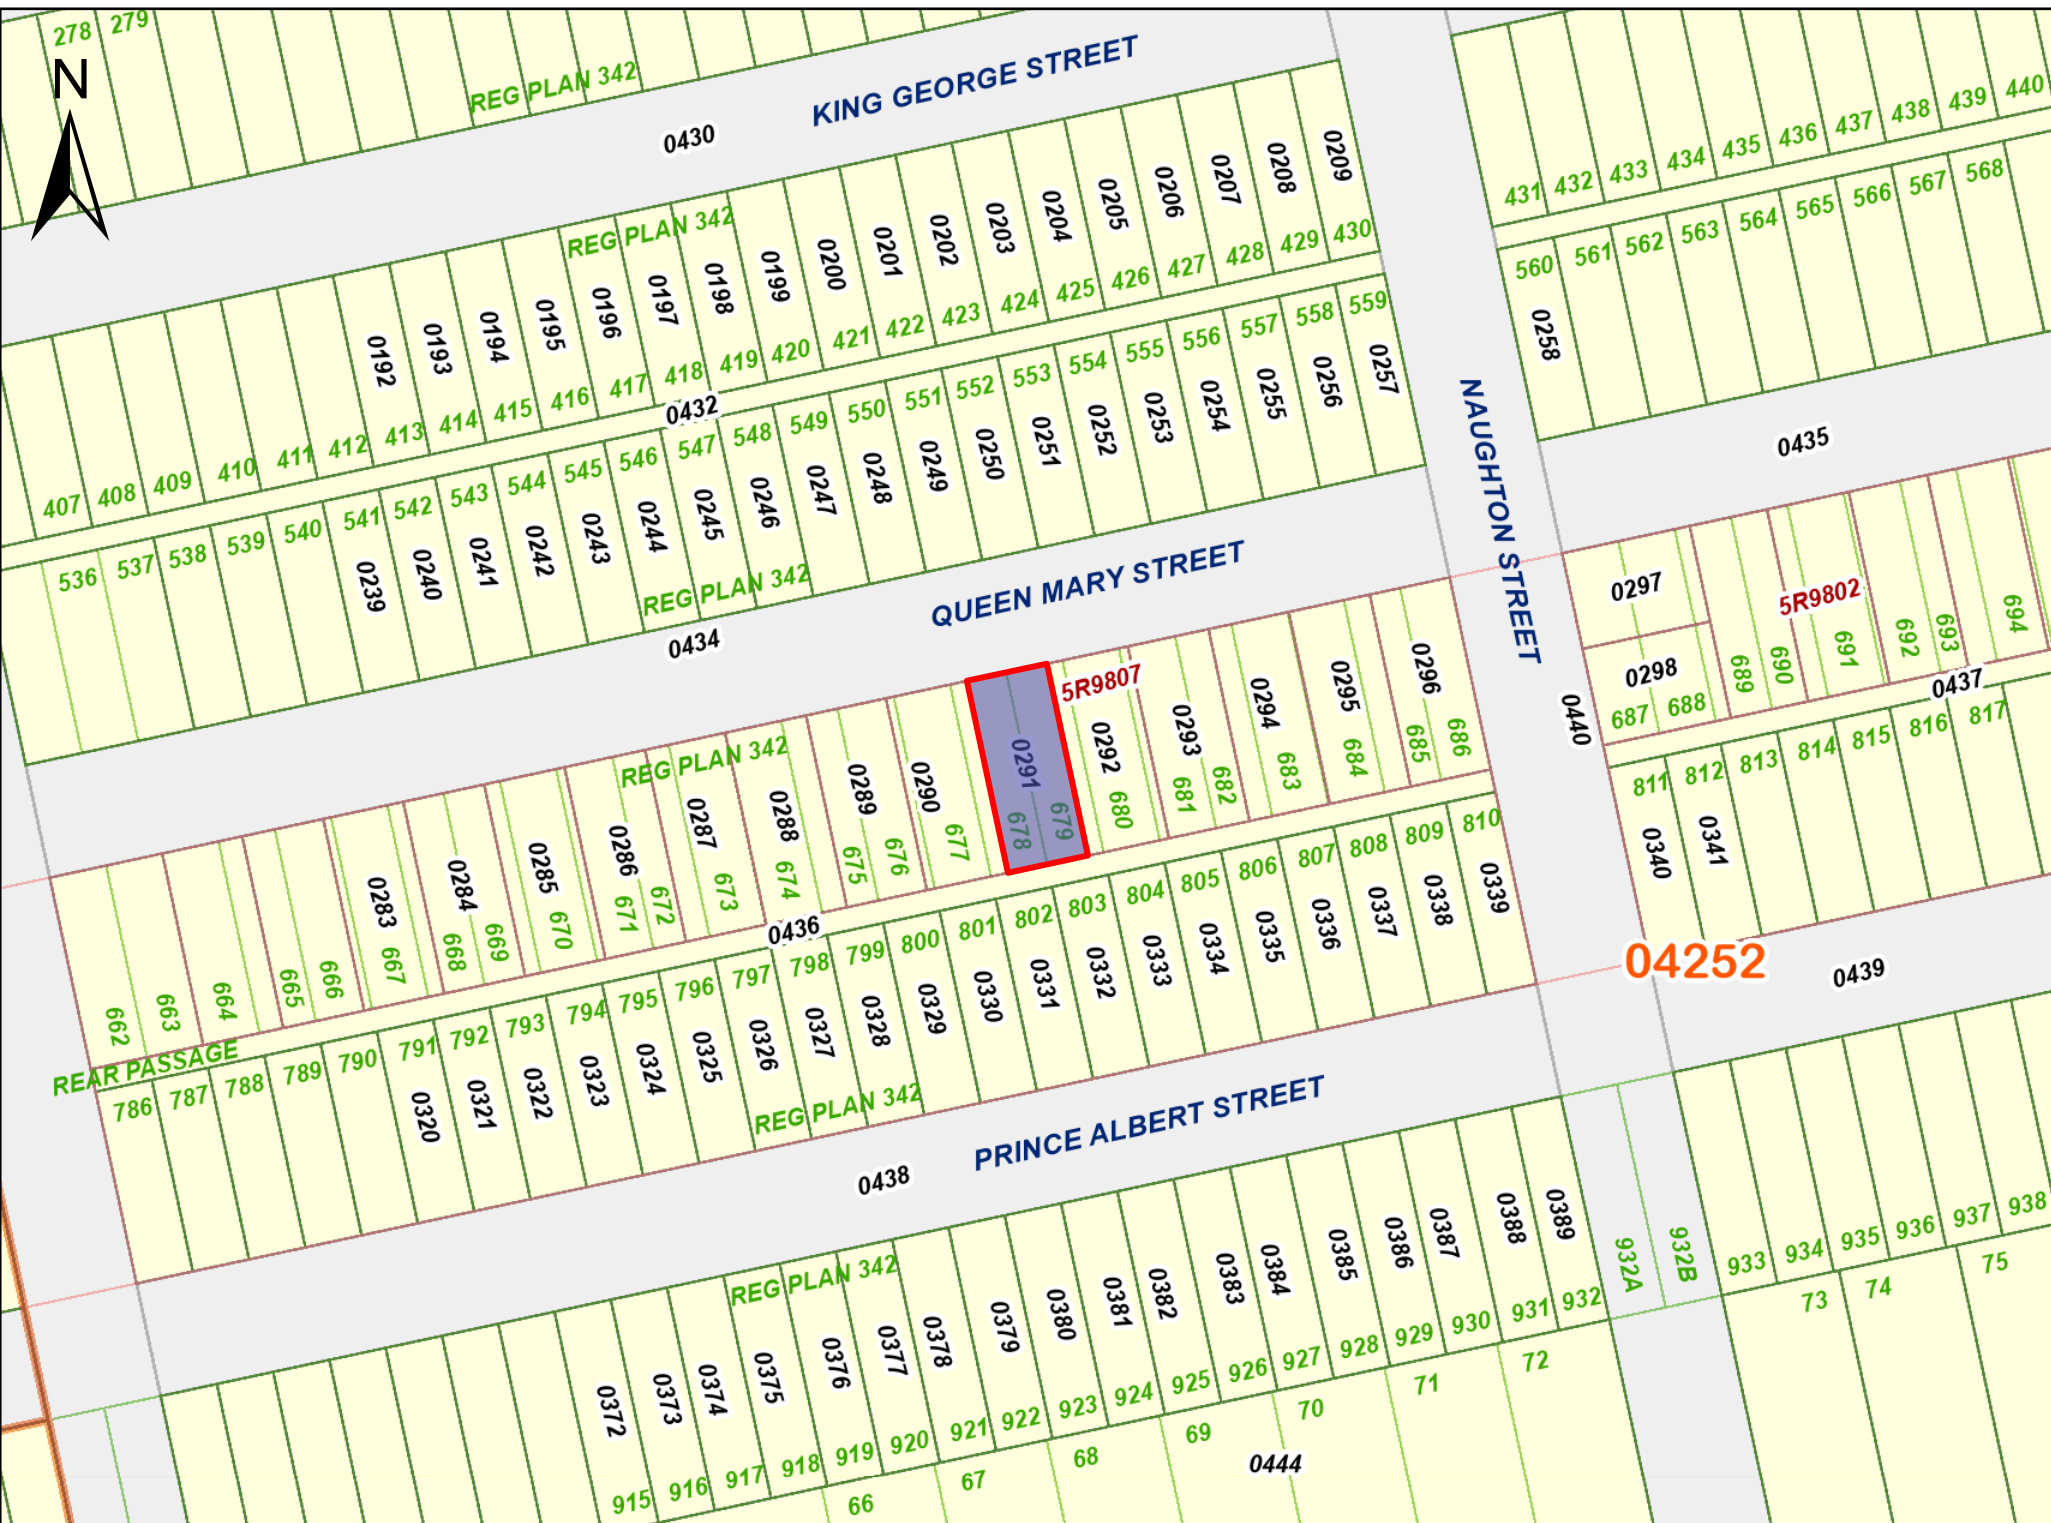 278 279
N
REG PLAN 342
KING GEORGE STREET
0430
431 432 433 434 435 436 437 438 439 440
REG PLAN 342
0192 0193 0194 0195 0196 0197 0198 0199 0200 0201 0202 0203 0204 0205 0206 0207 0208 0209
407 408 409 410 411 412 413 414 415 416 417 418 419 420 421 422 423 424 425 426 427 428 429 430
0432
560 561 562 563 564 565 566 567 568
0258
536 537 538 539 540 541 542 543 544 545 546 547 548 549 550 551 552 553 554 555 556 557 558 559
0239 0240 0241 0242 0243 0244 0245 0246 0247 0248 0249 0250 0251 0252 0253 0254 0255 0256 0257
REG PLAN 342
NAUGHTON STREET
0435
QUEEN MARY STREET
0434
0297
5R9802
0298
687 688 689 690 691 692 693 694
0437
0440
5R9807
REG PLAN 342
0283 0284 0285 0286 0287 0288 0289 0290 0291 0292 0293 0294 0295 0296
662 663 664 665 666 667 668 669 670 671 672 673 674 675 676 677 678 679 680 681 682 683 684 685 686
0436
REAR PASSAGE
811 812 813 814 815 816 817
0340 0341
786 787 788 789 790 791 792 793 794 795 796 797 798 799 800 801 802 803 804 805 806 807 808 809 810
0320 0321 0322 0323 0324 0325 0326 0327 0328 0329 0330 0331 0332 0333 0334 0335 0336 0337 0338 0339
REG PLAN 342
04252
0439
PRINCE ALBERT STREET
0438
REG PLAN 342
0372 0373 0374 0375 0376 0377 0378 0379 0380 0381 0382 0383 0384 0385 0386 0387 0388 0389
915 916 917 918 919 920 921 922 923 924 925 926 927 928 929 930 931 932 932A 932B 933 934 935 936 937 938
66 67 68 69 70 71 72 73 74 75
0444